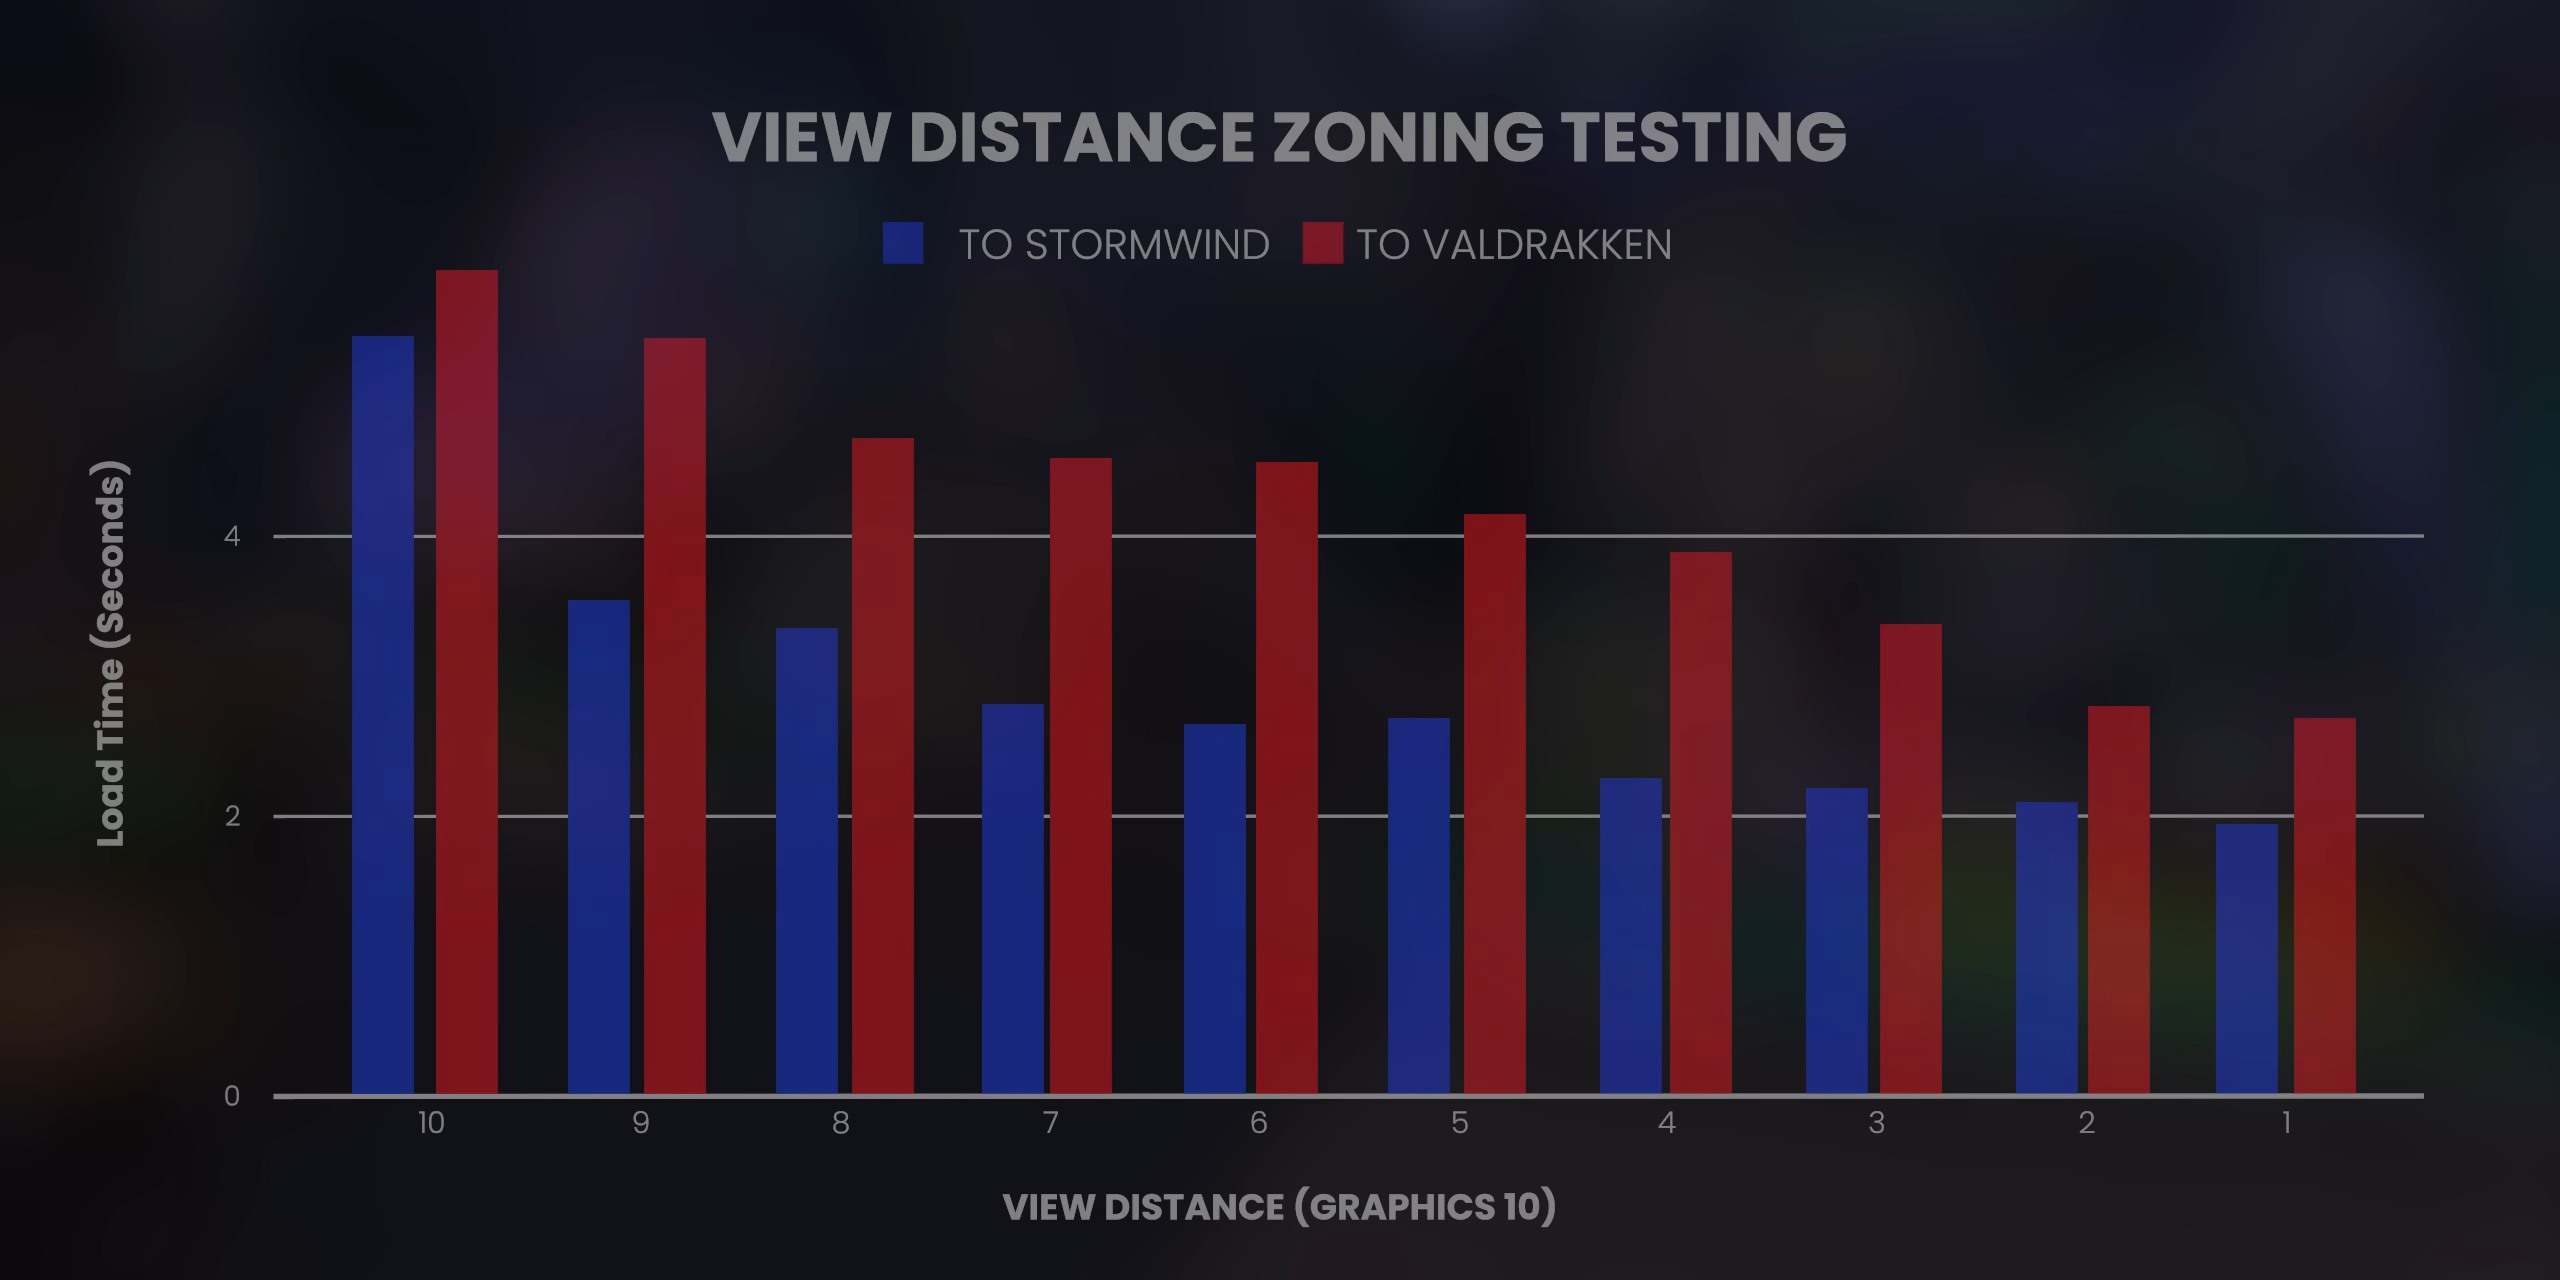 VIEW DISTANCE ZONING TESTING
TO STORMWIND TO VALDRAKKEN
Load Time (Seconds)
4
2
0
10 9 8 7 6 5 4 3 2 1
VIEW DISTANCE (GRAPHICS 10)